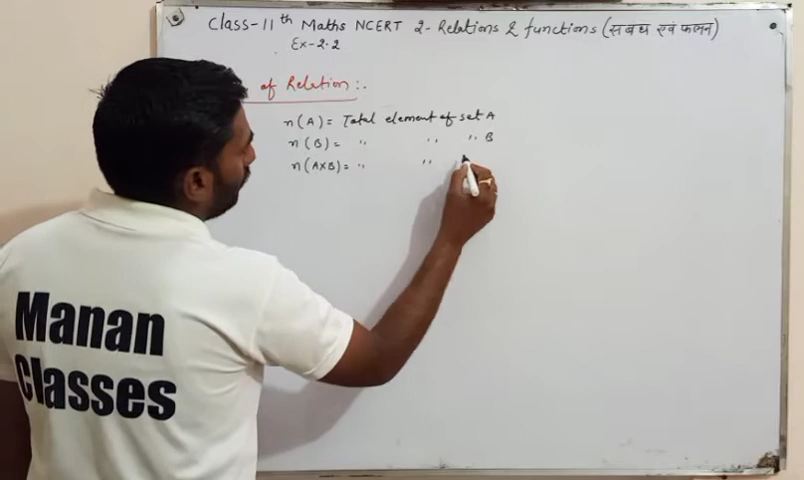 Class-11th Maths NCERT 2-Relations & functions (संबंध एवं फलन)
Ex-2.2
of Relation:.
n(A)= Total element of set A
n(B)= " " " B
n(AxB)= " "
Manan
Classes